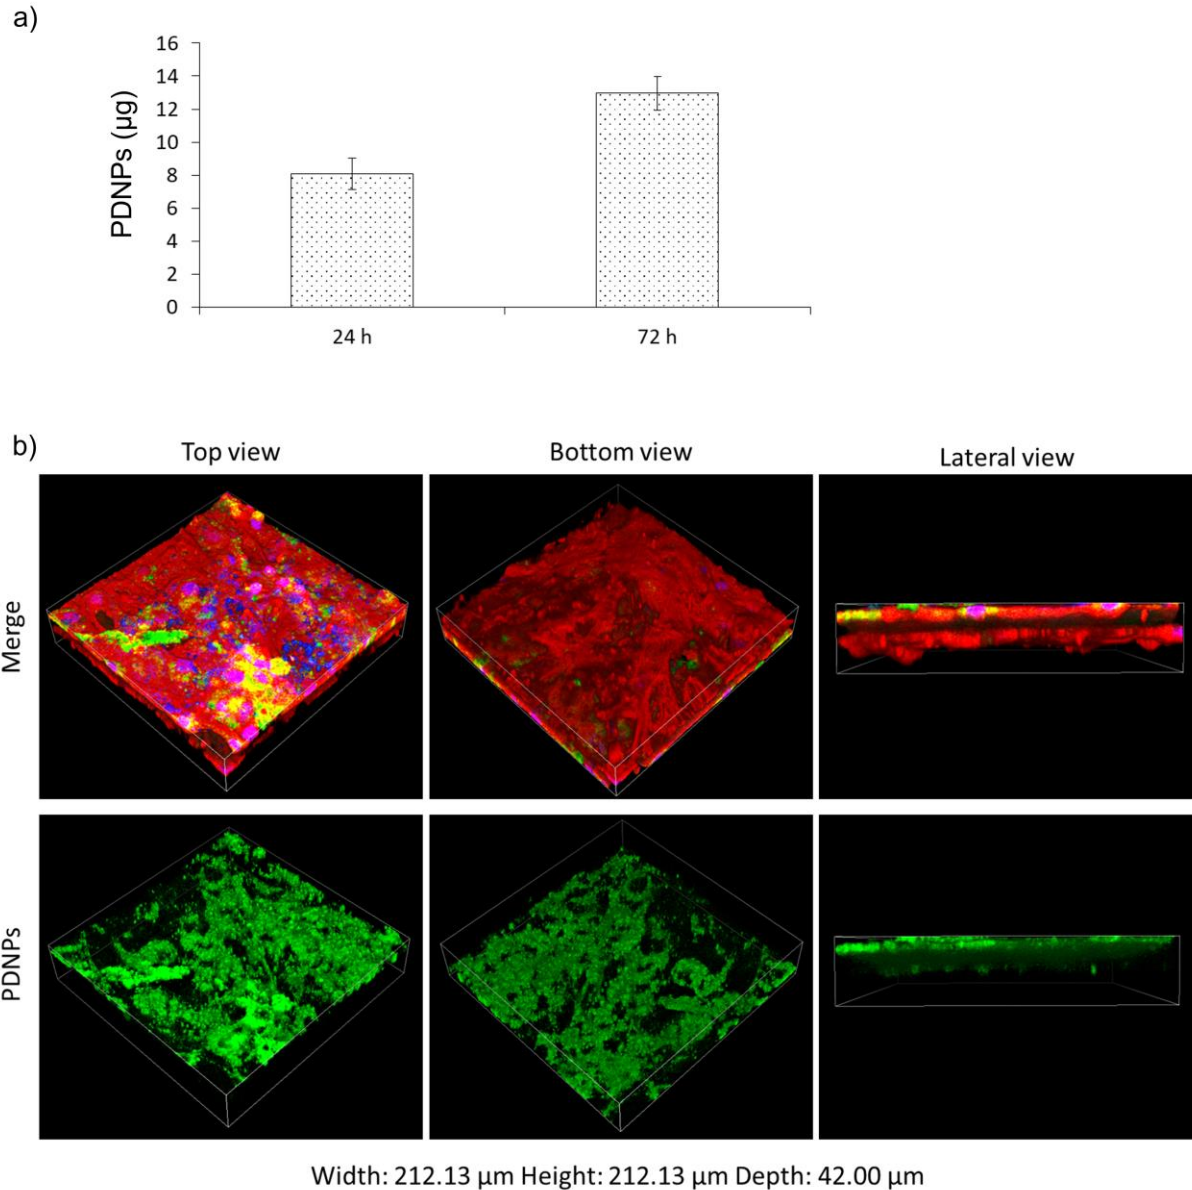 a)
16
14
12
10
8
6
4
2
0
PDNPs (µg)
24 h
72 h
b)
Top view
Bottom view
Lateral view
Merge
PDNPs
Width: 212.13 µm Height: 212.13 µm Depth: 42.00 µm